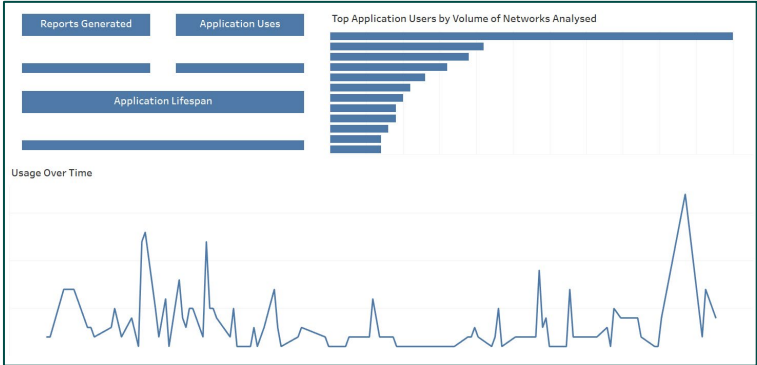 Reports Generated
Application Uses
Top Application Users by Volume of Networks Analysed
Application Lifespan
Usage Over Time